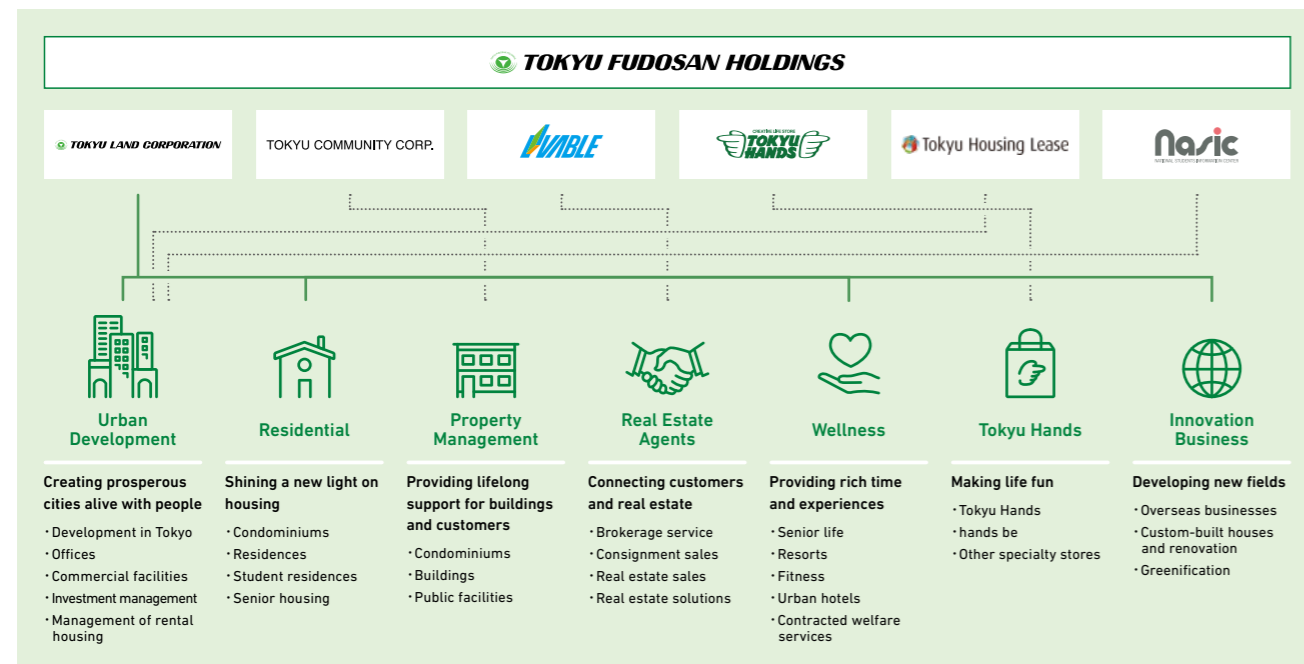 TOKYU FUDOSAN HOLDINGS
TOKYU LAND CORPORATION
TOKYU COMMUNITY CORP.
LIVABLE
CREATING LIFE STORE
TOKYU
HANDS
Tokyu Housing Lease
nasic
NATIONAL STUDENTS INFORMATION CENTER
Urban
Development
Creating prosperous
cities alive with people
・Development in Tokyo
・Offices
・Commercial facilities
・Investment management
・Management of rental
housing
Residential
Shining a new light on
housing
・Condominiums
・Residences
・Student residences
・Senior housing
Property
Management
Providing lifelong
support for buildings
and customers
・Condominiums
・Buildings
・Public facilities
Real Estate
Agents
Connecting customers
and real estate
・Brokerage service
・Consignment sales
・Real estate sales
・Real estate solutions
Wellness
Providing rich time
and experiences
・Senior life
・Resorts
・Fitness
・Urban hotels
・Contracted welfare
services
Tokyu Hands
Making life fun
・Tokyu Hands
・hands be
・Other specialty stores
Innovation
Business
Developing new fields
・Overseas businesses
・Custom-built houses
and renovation
・Greenification